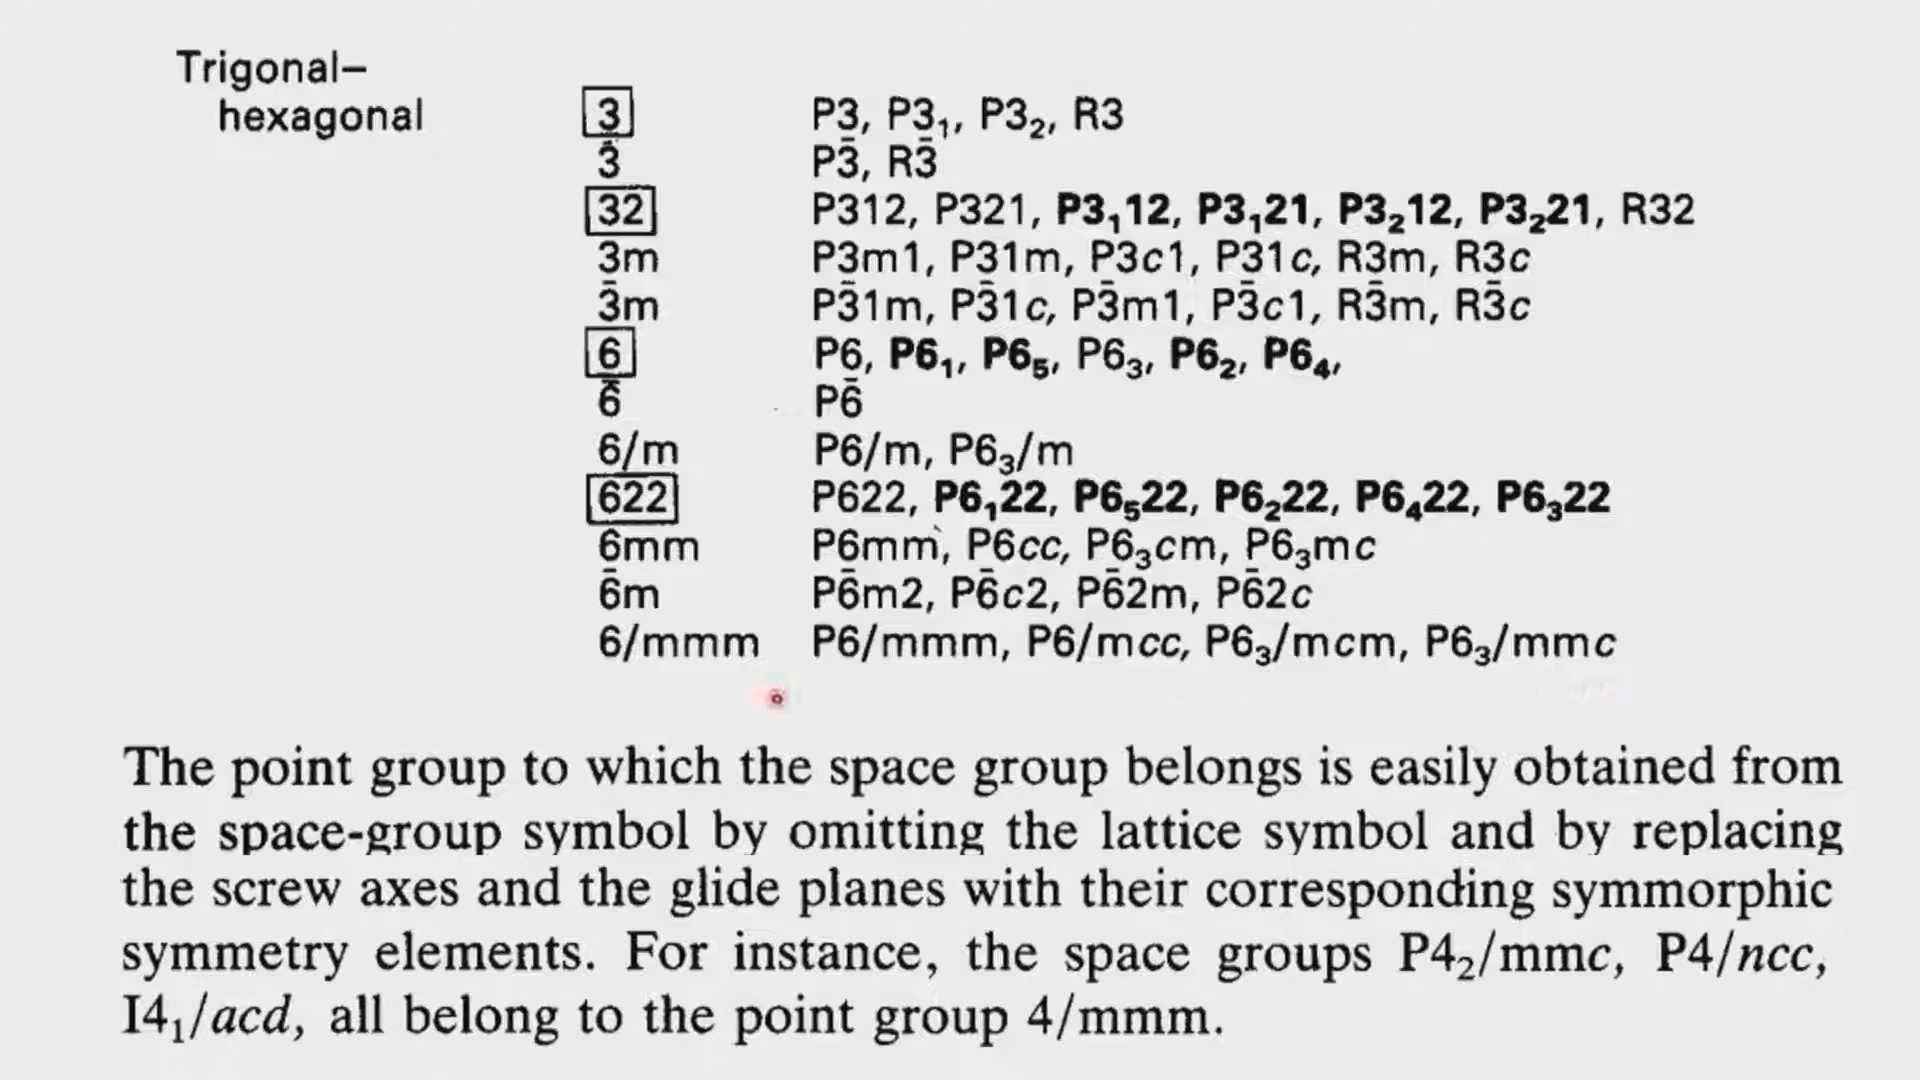 Trigonal–
hexagonal 3 P3, P3₁, P3₂, R3
3̄ P3̄, R3̄
32 P312, P321, P3₁12, P3₁21, P3₂12, P3₂21, R32
3m P3m1, P31m, P3c1, P31c, R3m, R3c
3̄m P3̄1m, P3̄1c, P3̄m1, P3̄c1, R3̄m, R3̄c
6 P6, P6₁, P6₅, P6₃, P6₂, P6₄,
6̄ P6̄
6/m P6/m, P6₃/m
622 P622, P6₁22, P6₅22, P6₂22, P6₄22, P6₃22
6mm P6mm, P6cc, P6₃cm, P6₃mc
6̄m P6̄m2, P6̄c2, P6̄2m, P6̄2c
6/mmm P6/mmm, P6/mcc, P6₃/mcm, P6₃/mmc
The point group to which the space group belongs is easily obtained from
the space-group symbol by omitting the lattice symbol and by replacing
the screw axes and the glide planes with their corresponding symmorphic
symmetry elements. For instance, the space groups P4₂/mmc, P4/ncc,
I4₁/acd, all belong to the point group 4/mmm.